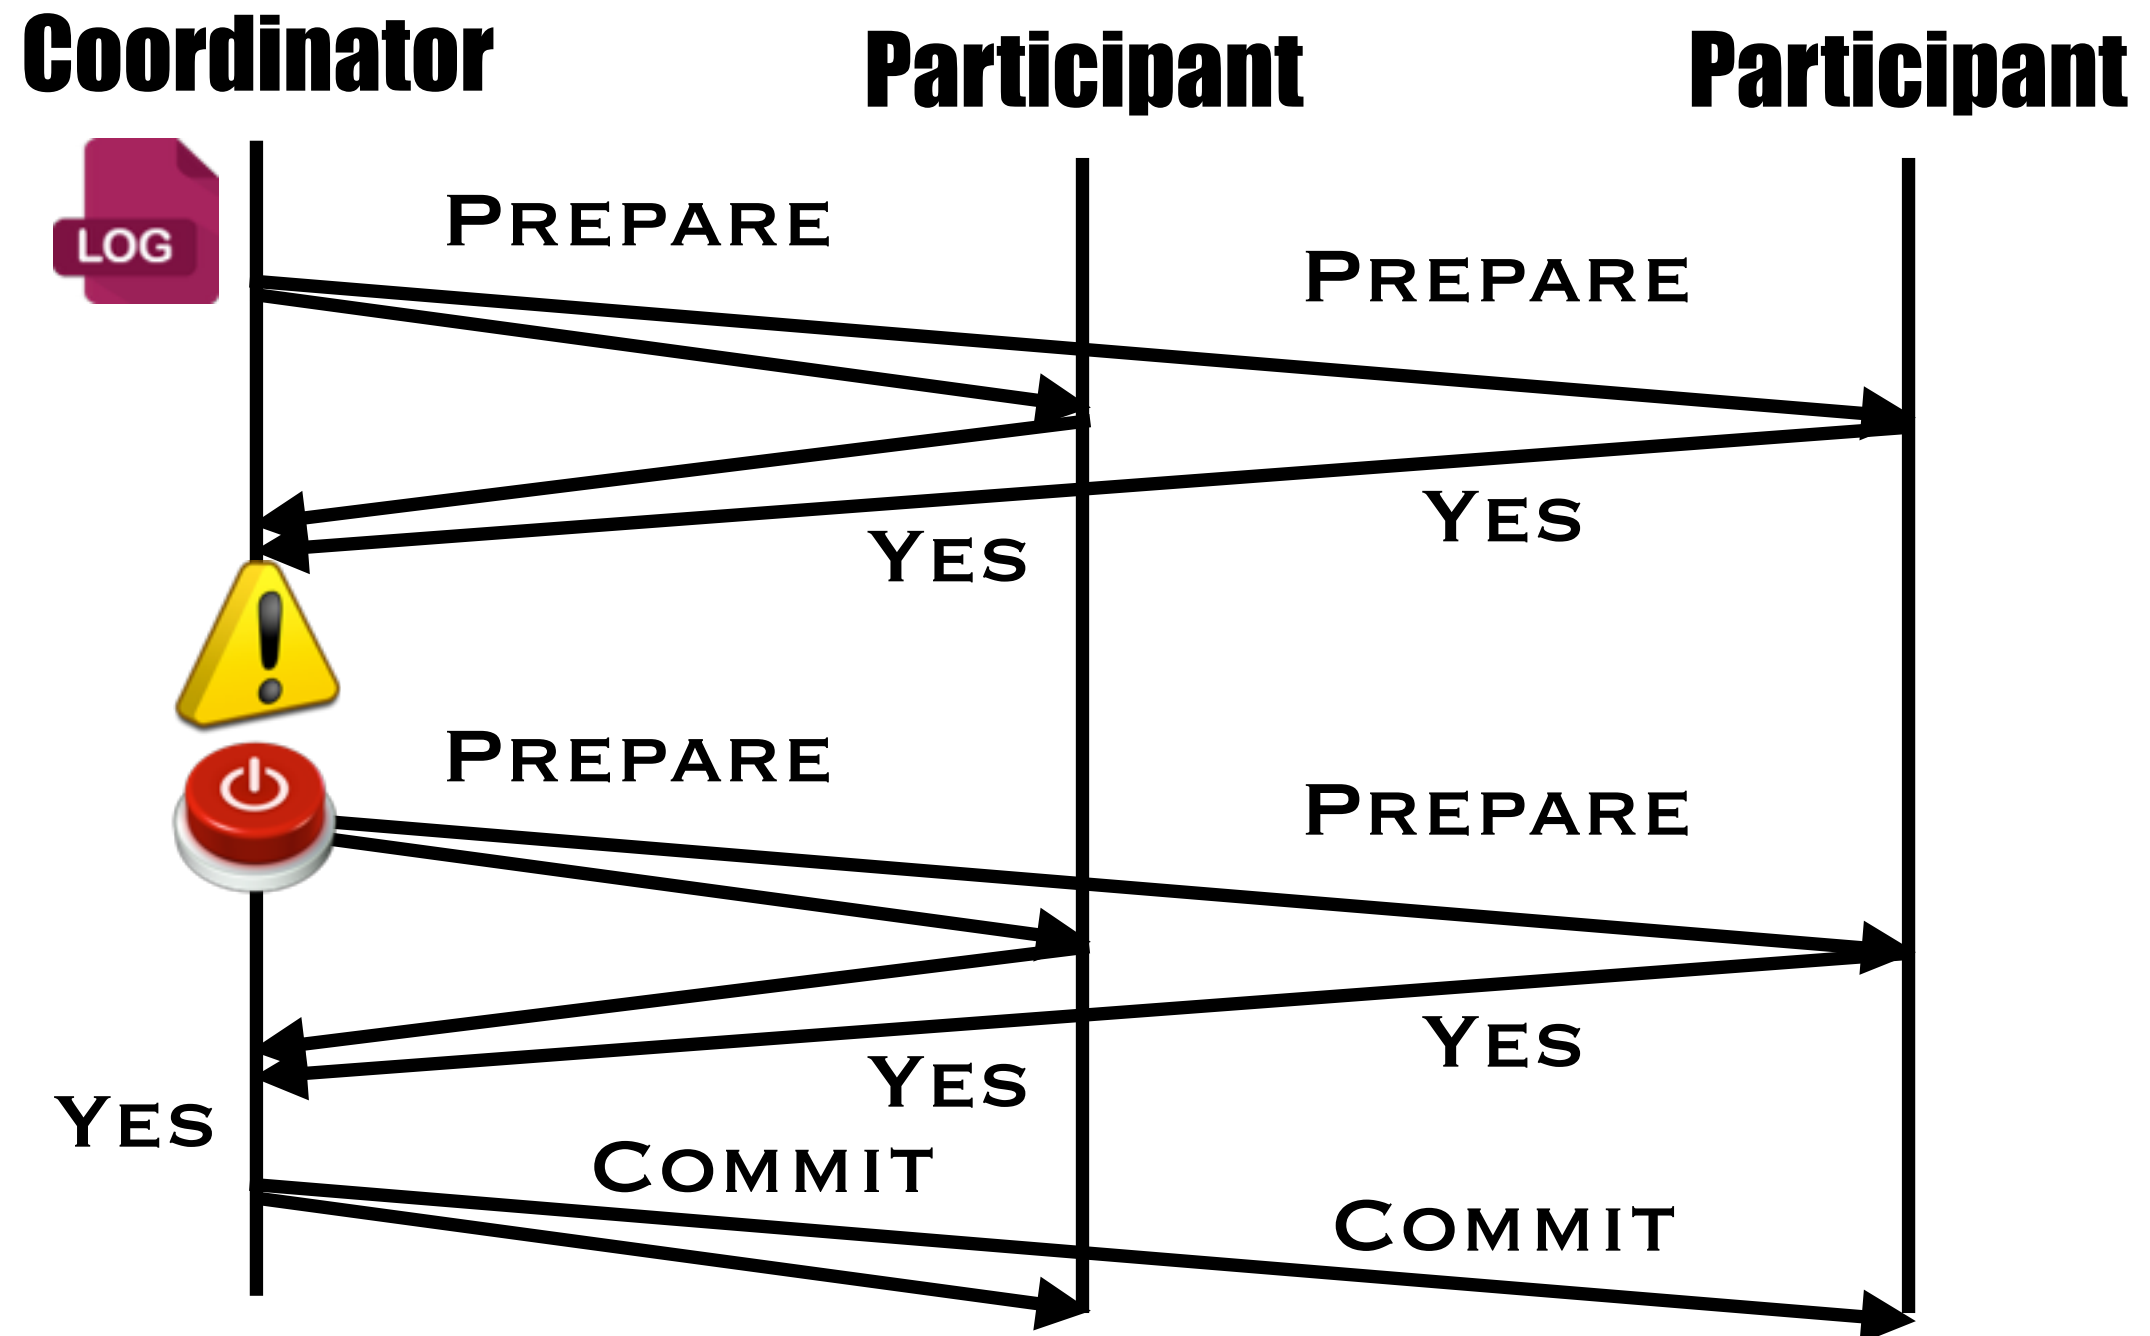 Coordinator
Participant
Participant
LOG
PREPARE
PREPARE
YES
YES
PREPARE
PREPARE
YES
YES
YES
COMMIT
COMMIT